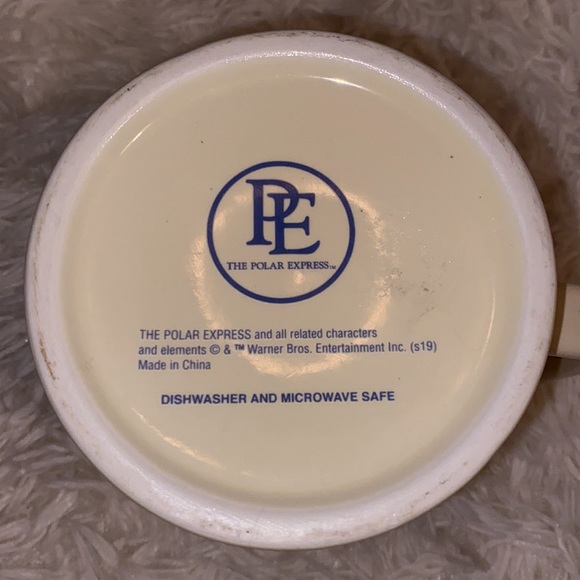 PE
THE POLAR EXPRESS™
THE POLAR EXPRESS and all related characters
and elements © & ™ Warner Bros. Entertainment Inc. (s19)
Made in China
DISHWASHER AND MICROWAVE SAFE